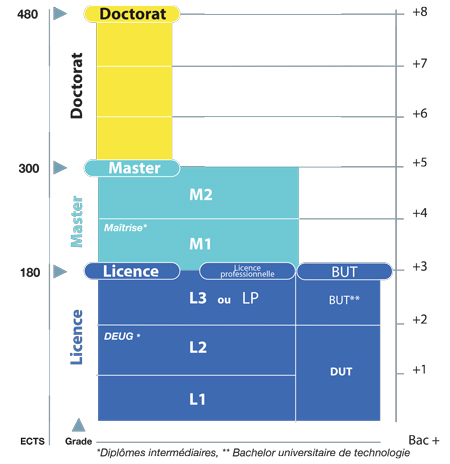 480
Doctorat
+8
Doctorat
+7
+6
300
Master
+5
Master
M2
+4
Maîtrise*
M1
180
Licence
Licence
professionnelle
BUT
+3
Licence
L3 ou LP
BUT**
+2
DEUG *
L2
DUT
+1
L1
ECTS
Grade
Bac +
*Diplômes intermédiaires, ** Bachelor universitaire de technologie